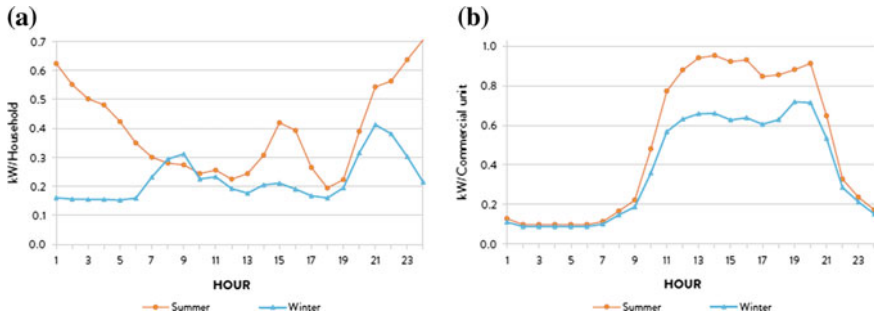 (a)
kW/Household
0.7
0.6
0.5
0.4
0.3
0.2
0.1
0.0
1 3 5 7 9 11 13 15 17 19 21 23
HOUR
Summer Winter
(b)
kW/Commercial unit
1.0
0.8
0.6
0.4
0.2
0.0
1 3 5 7 9 11 13 15 17 19 21 23
HOUR
Summer Winter